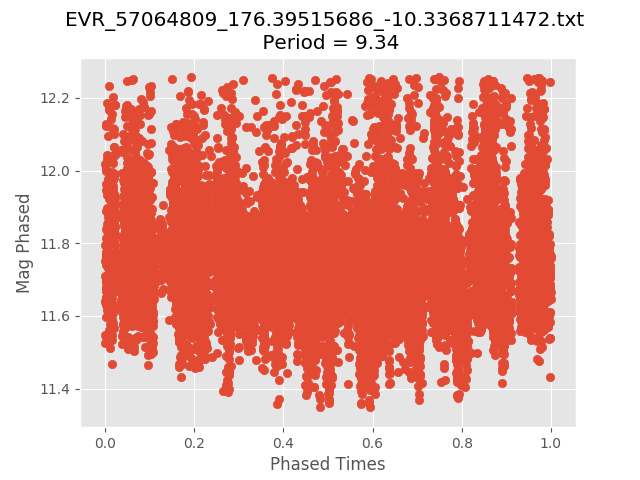 EVR_57064809_176.39515686_-10.3368711472.txt
Period = 9.34
12.2
12.0
11.8
11.6
11.4
Mag Phased
0.0 0.2 0.4 0.6 0.8 1.0
Phased Times